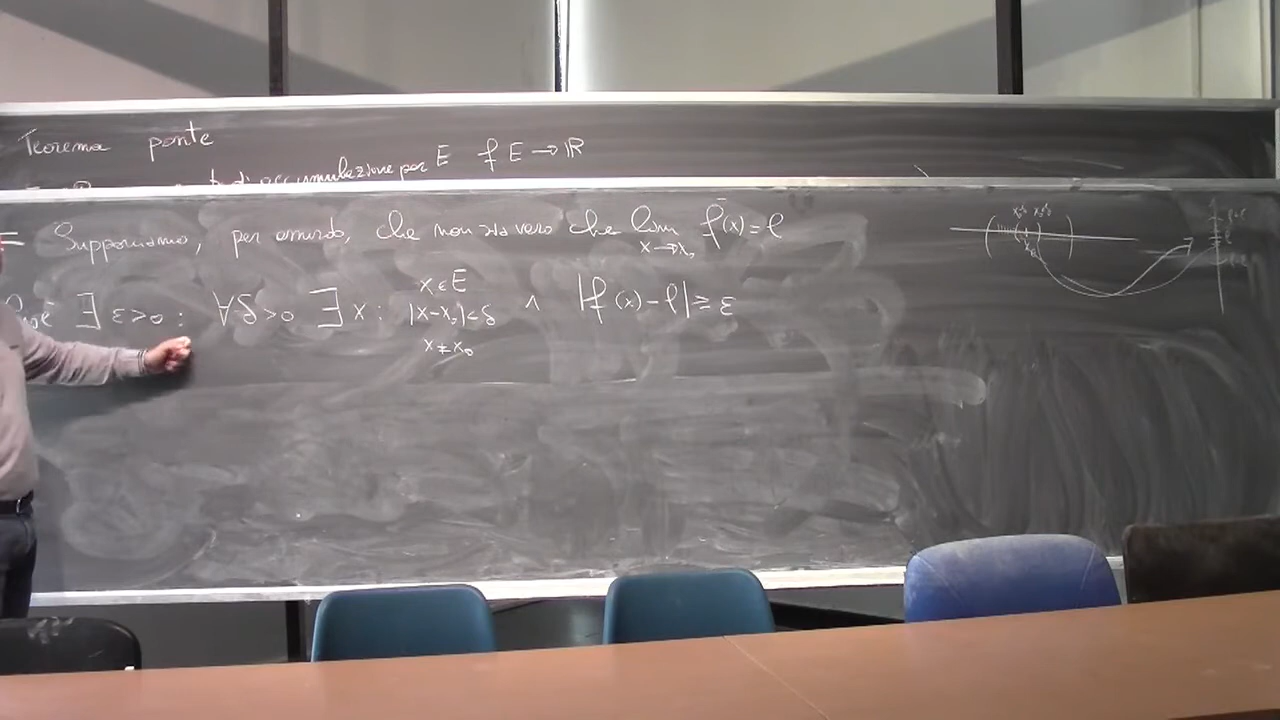 Teorema ponte
di accumulazione per E f E → ℝ
Supponiamo, per assurdo, che non sia vero che lim f(x) = l
x → x₀
x ∈ E
∃ ε > 0 : ∀ δ > 0 ∃ x : |x - x₀| < δ ∧ |f(x) - l| ≥ ε
x ≠ x₀